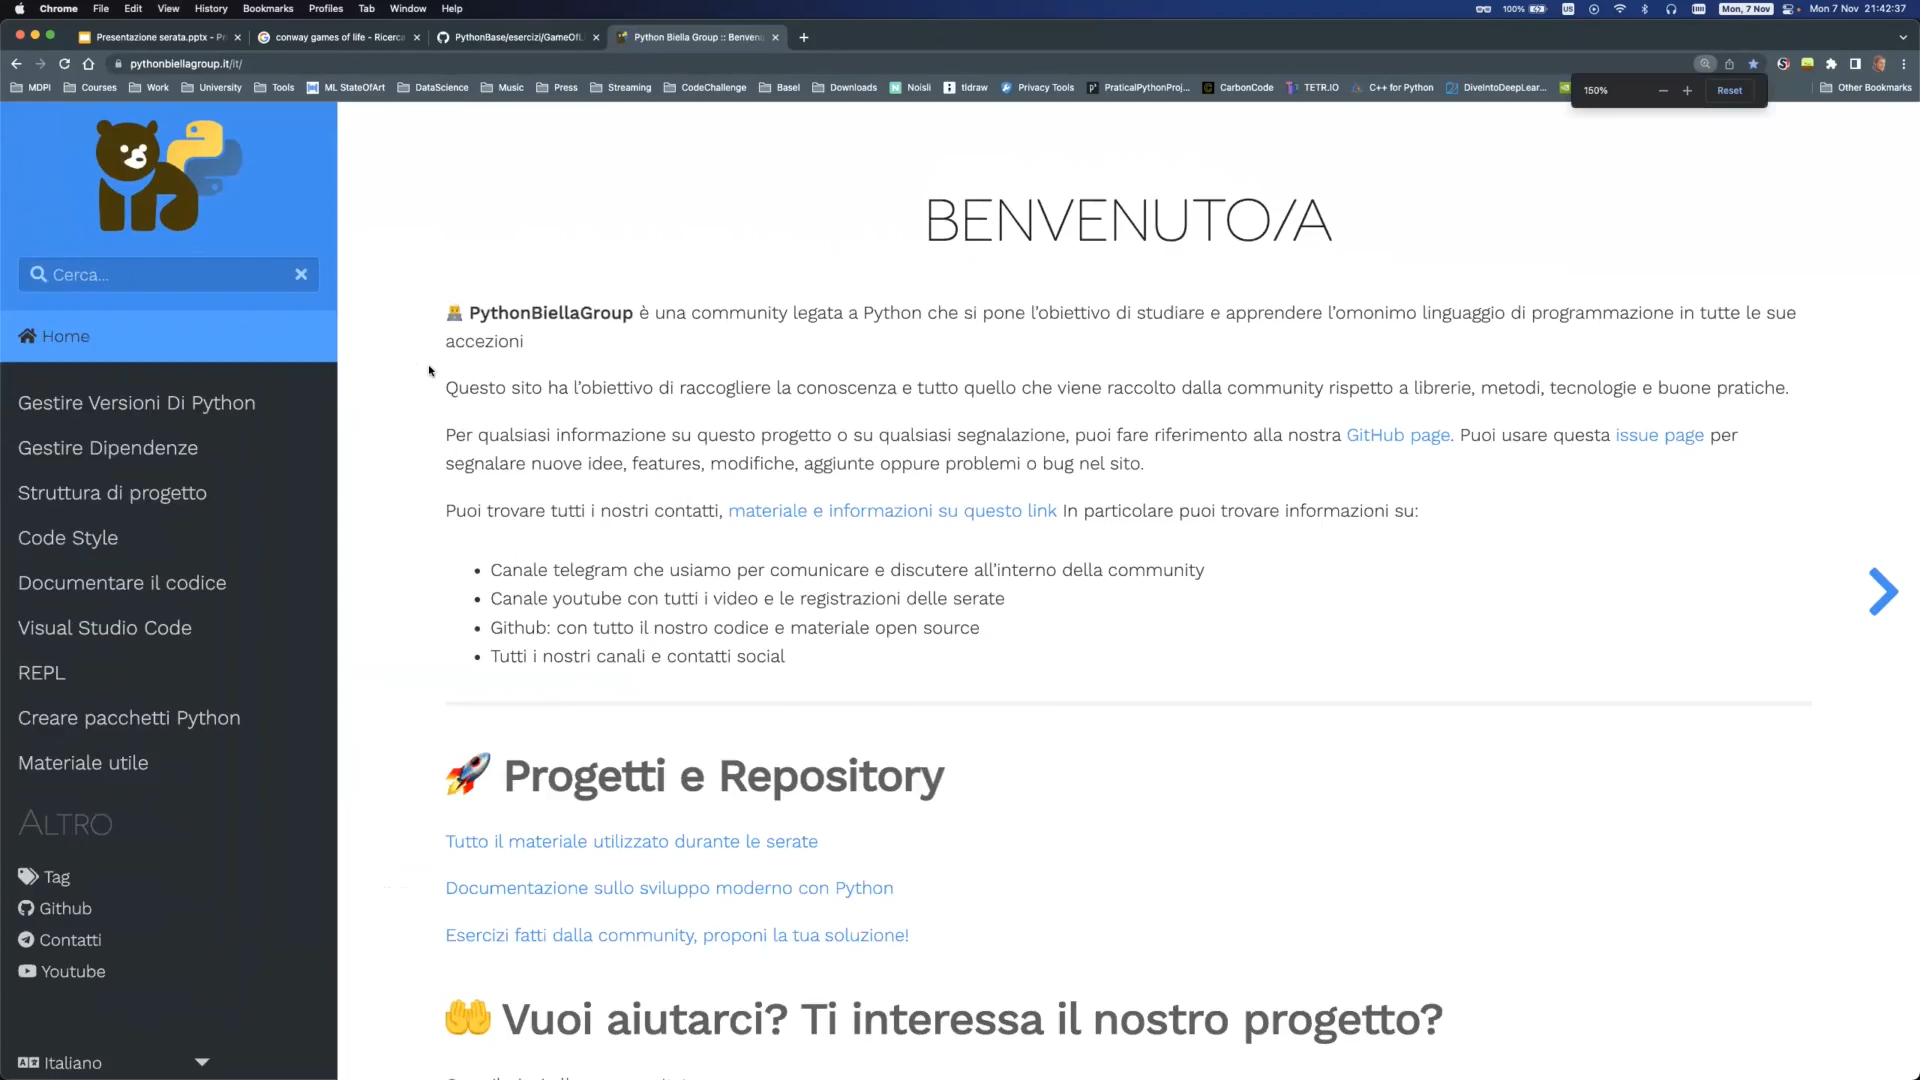 Chrome File Edit View History Bookmarks Profiles Tab Window Help 100% US Mon, 7 Nov Mon 7 Nov 21:42:37
Presentazione serata.pptx - Pr conway games of life - Ricerca PythonBase/esercizi/GameOfL Python Biella Group :: Benvenu
pythonbiellagroup.it/it/
MDPI Courses Work University Tools ML StateOfArt DataScience Music Press Streaming CodeChallenge Basel Downloads Noisli tldraw Privacy Tools PraticalPythonProj... CarbonCode TETR.IO C++ for Python DiveIntoDeepLear... Other Bookmarks
150% Reset
Cerca...
Home
Gestire Versioni Di Python
Gestire Dipendenze
Struttura di progetto
Code Style
Documentare il codice
Visual Studio Code
REPL
Creare pacchetti Python
Materiale utile
ALTRO
Tag
Github
Contatti
Youtube
Italiano
BENVENUTO/A
PythonBiellaGroup è una community legata a Python che si pone l'obiettivo di studiare e apprendere l'omonimo linguaggio di programmazione in tutte le sue
accezioni
Questo sito ha l'obiettivo di raccogliere la conoscenza e tutto quello che viene raccolto dalla community rispetto a librerie, metodi, tecnologie e buone pratiche.
Per qualsiasi informazione su questo progetto o su qualsiasi segnalazione, puoi fare riferimento alla nostra GitHub page. Puoi usare questa issue page per
segnalare nuove idee, features, modifiche, aggiunte oppure problemi o bug nel sito.
Puoi trovare tutti i nostri contatti, materiale e informazioni su questo link In particolare puoi trovare informazioni su:
• Canale telegram che usiamo per comunicare e discutere all'interno della community
• Canale youtube con tutti i video e le registrazioni delle serate
• Github: con tutto il nostro codice e materiale open source
• Tutti i nostri canali e contatti social
Progetti e Repository
Tutto il materiale utilizzato durante le serate
Documentazione sullo sviluppo moderno con Python
Esercizi fatti dalla community, proponi la tua soluzione!
Vuoi aiutarci? Ti interessa il nostro progetto?